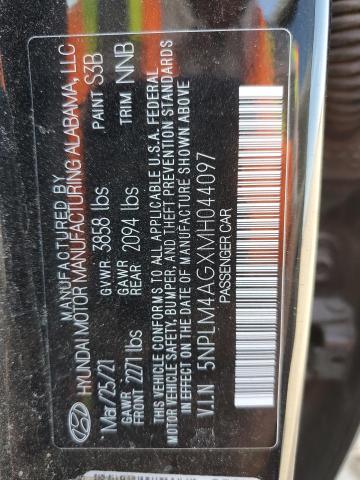 MANUFACTURED BY
HYUNDAI MOTOR MANUFACTURING ALABAMA, LLC
Mar/25/21 GVWR 3858 lbs PAINT S3B
GAWR FRONT 2271 lbs GAWR REAR 2094 lbs TRIM NNB
THIS VEHICLE CONFORMS TO ALL APPLICABLE U.S.A. FEDERAL
MOTOR VEHICLE SAFETY, BUMPER, AND THEFT PREVENTION STANDARDS
IN EFFECT ON THE DATE OF MANUFACTURE SHOWN ABOVE
V.I.N 5NPLM4AGXMH044097
PASSENGER CAR